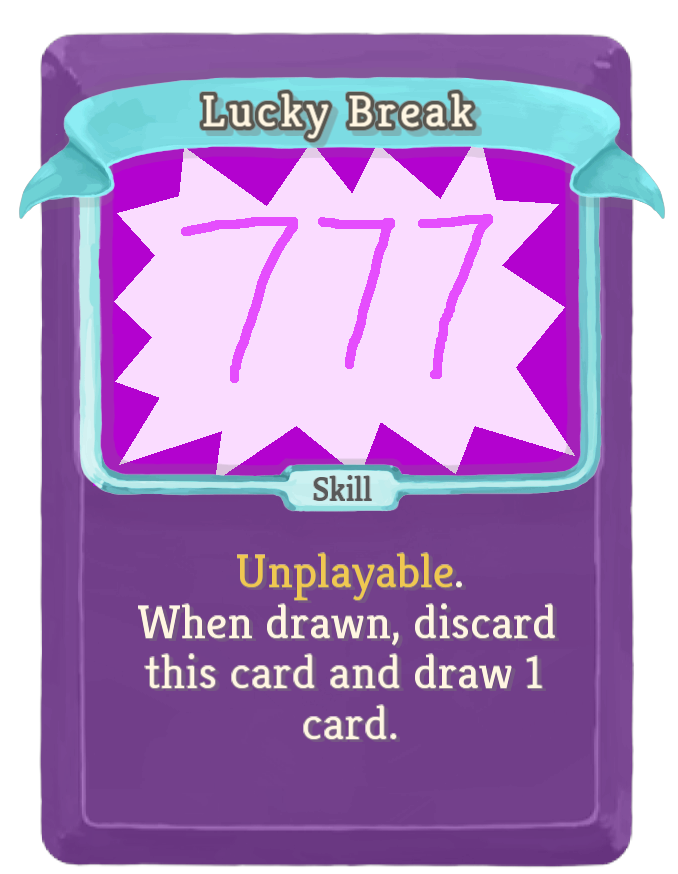 Lucky Break
777
Skill
Unplayable.
When drawn, discard
this card and draw 1
card.